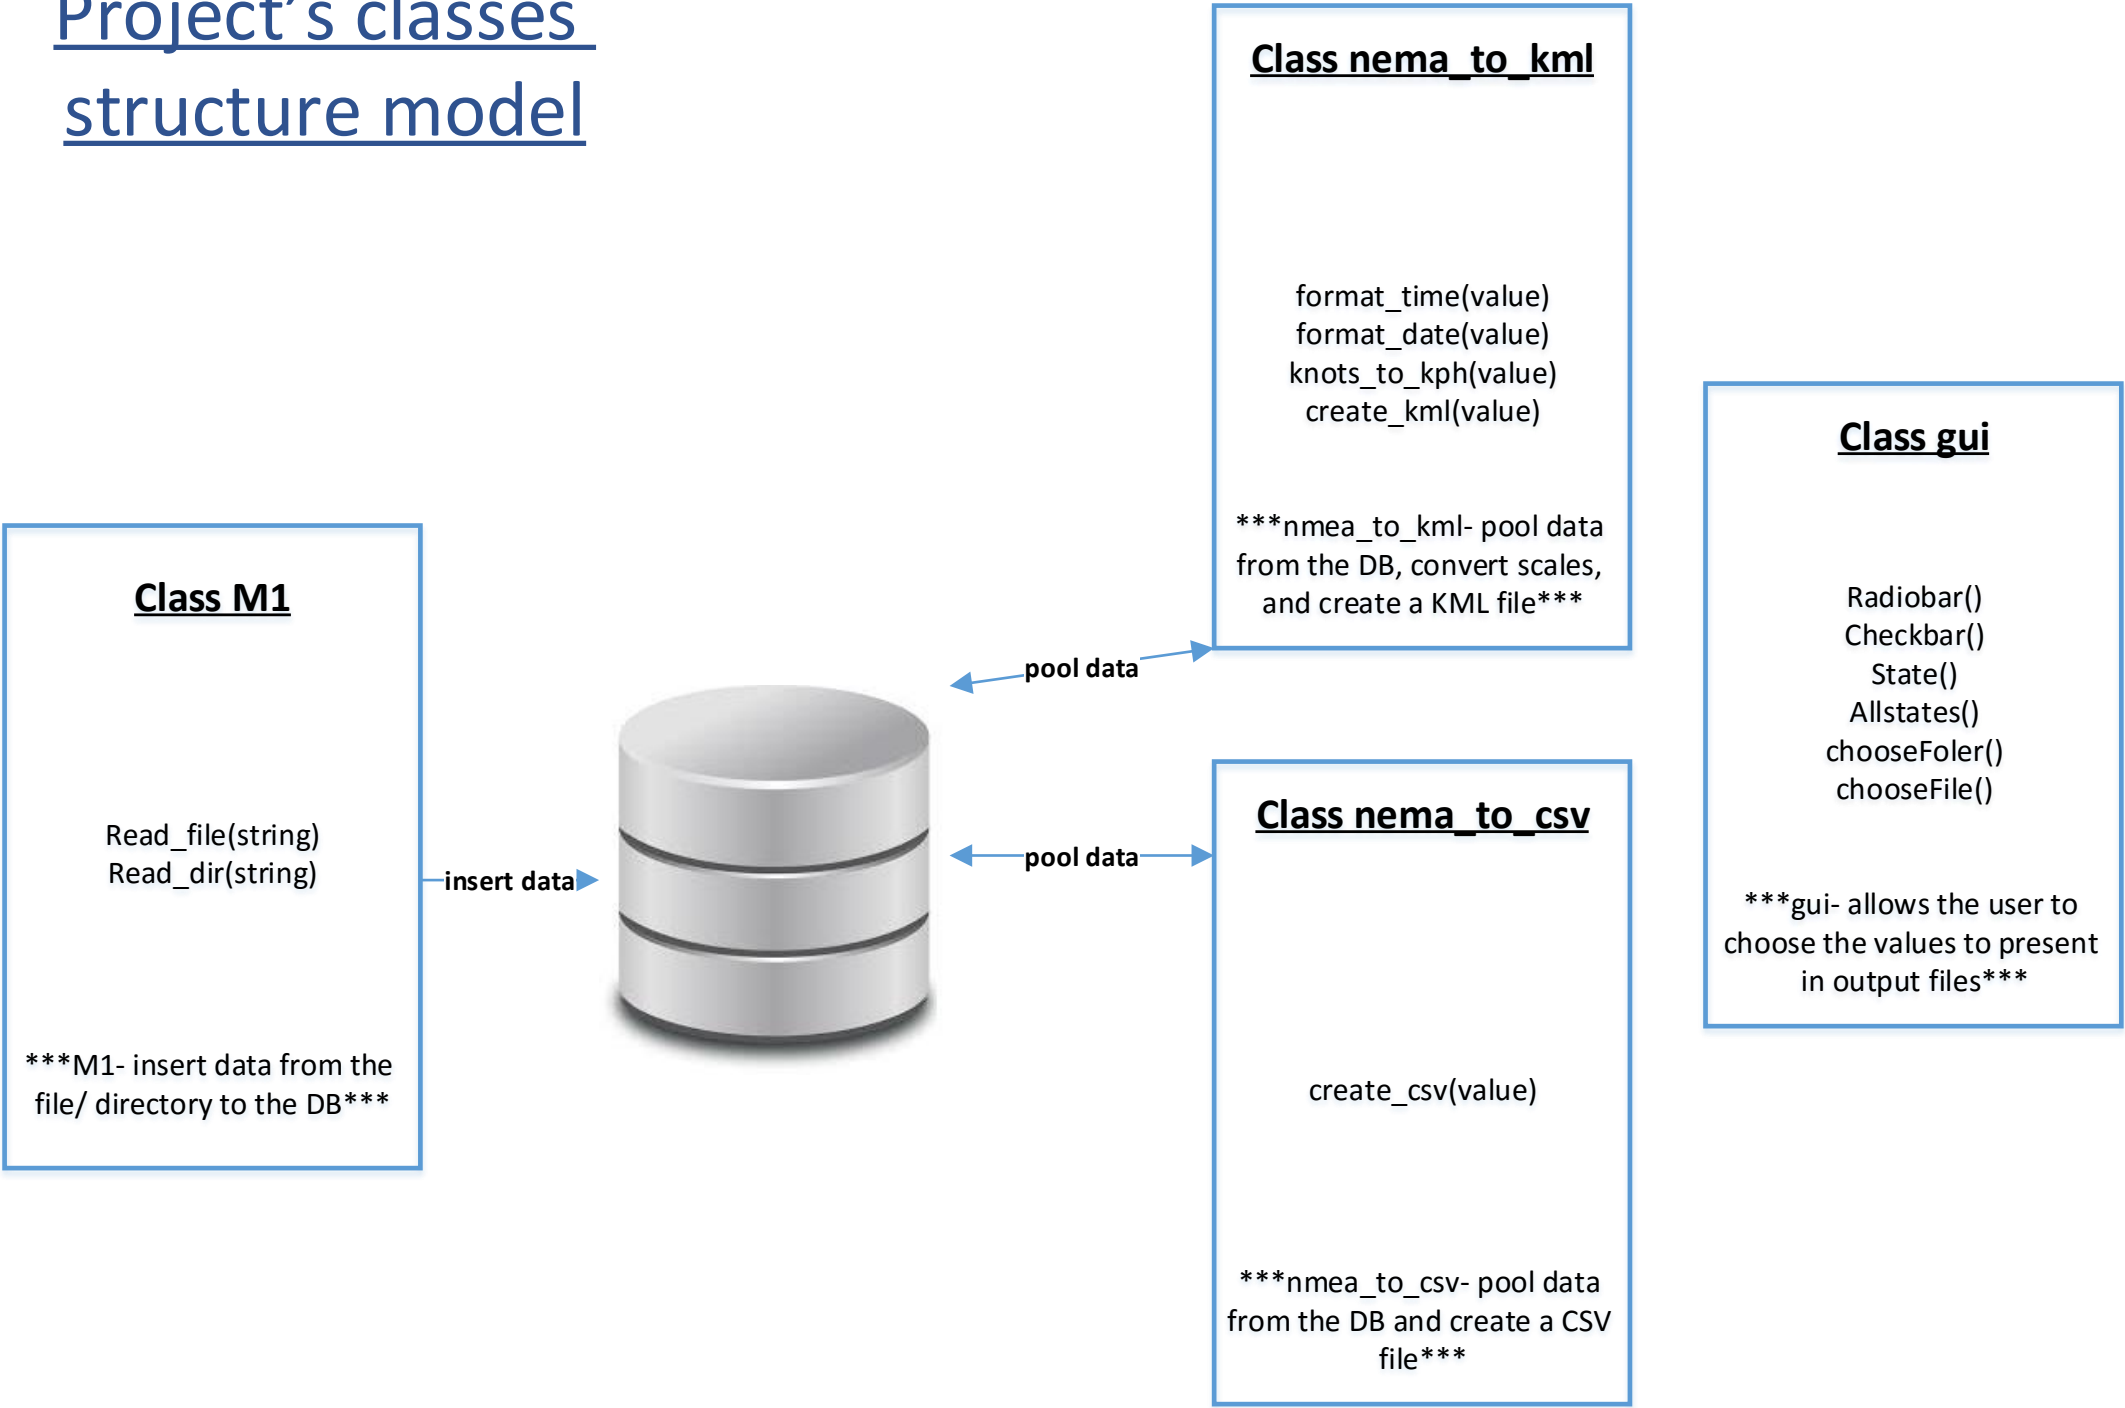 Project's classes
structure model
Class nema_to_kml
format_time(value)
format_date(value)
knots_to_kph(value)
create_kml(value)
***nmea_to_kml- pool data
from the DB, convert scales,
and create a KML file***
Class gui
Radiobar()
Checkbar()
State()
Allstates()
chooseFoler()
chooseFile()
***gui- allows the user to
choose the values to present
in output files***
Class M1
Read_file(string)
Read_dir(string)
***M1- insert data from the
file/ directory to the DB***
insert data
pool data
pool data
Class nema_to_csv
create_csv(value)
***nmea_to_csv- pool data
from the DB and create a CSV
file***